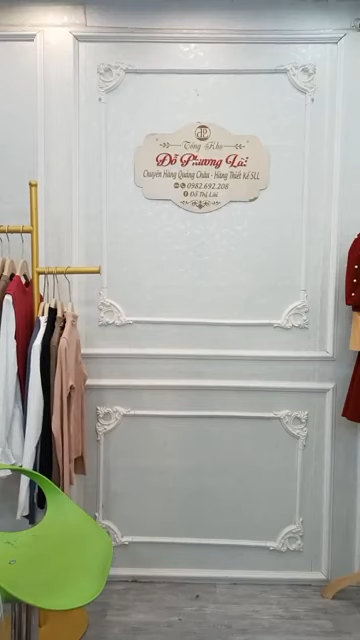 Tổng Kho
Đỗ Phương Lài
Chuyên Hàng Quảng Châu - Hàng Thiết Kế SLL
0982.692.208
Đỗ Thị Lài